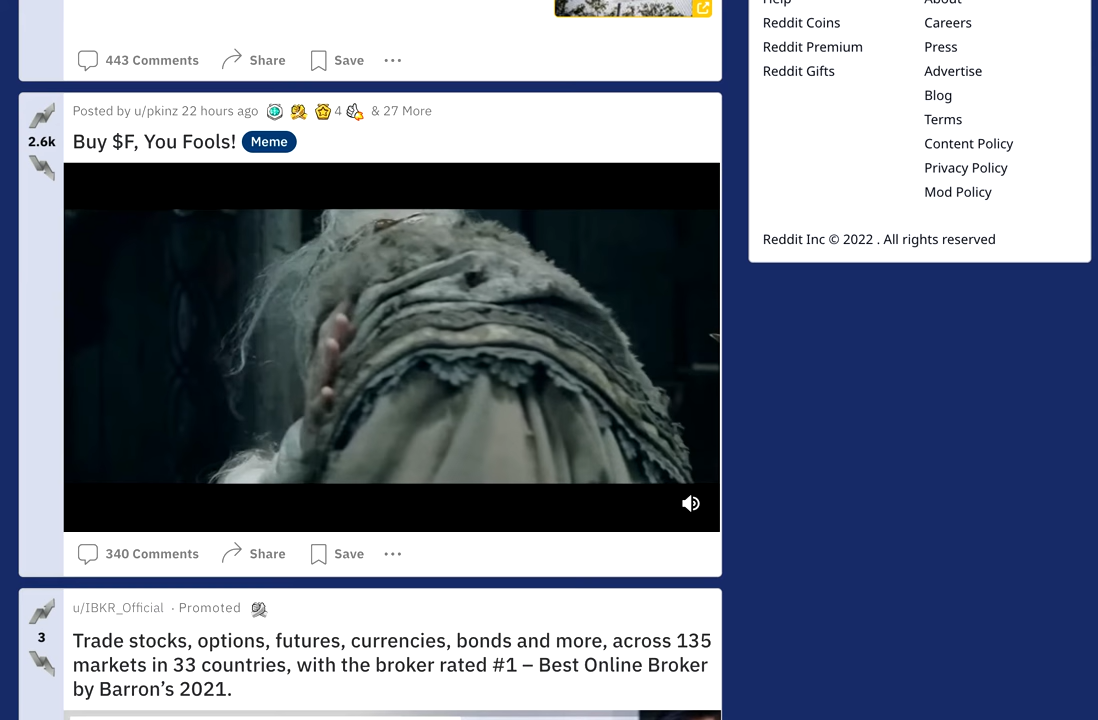 443 Comments Share Save
Posted by u/pkinz 22 hours ago 4 & 27 More
2.6k
Buy $F, You Fools! Meme
340 Comments Share Save
u/IBKR_Official · Promoted
3
Trade stocks, options, futures, currencies, bonds and more, across 135
markets in 33 countries, with the broker rated #1 – Best Online Broker
by Barron’s 2021.
Help About
Reddit Coins Careers
Reddit Premium Press
Reddit Gifts Advertise
Blog
Terms
Content Policy
Privacy Policy
Mod Policy
Reddit Inc © 2022 . All rights reserved